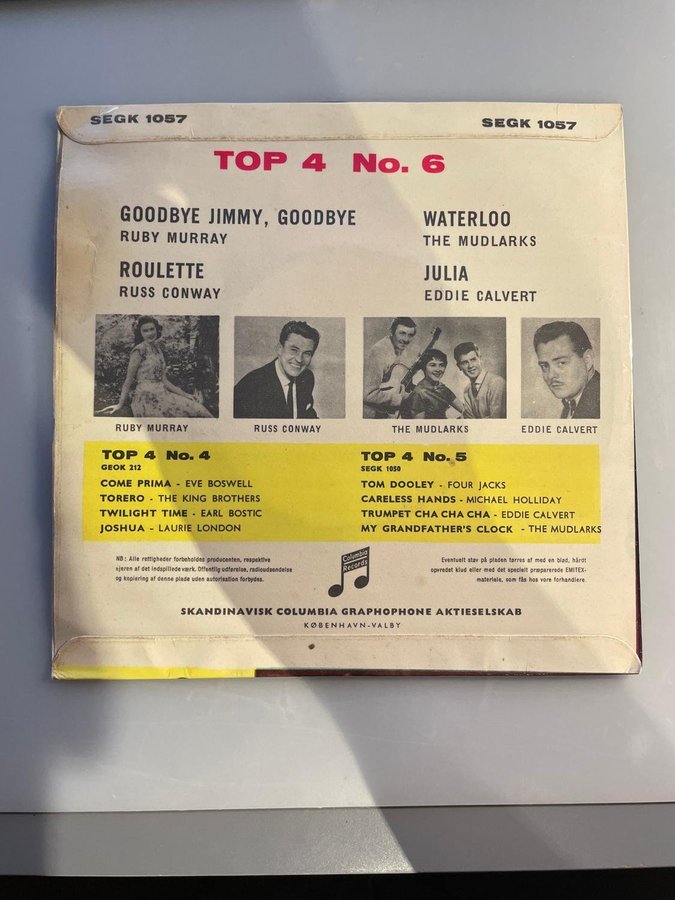 SEGK 1057
SEGK 1057
TOP 4 No. 6
GOODBYE JIMMY, GOODBYE
RUBY MURRAY
ROULETTE
RUSS CONWAY
WATERLOO
THE MUDLARKS
JULIA
EDDIE CALVERT
RUBY MURRAY
RUSS CONWAY
THE MUDLARKS
EDDIE CALVERT
TOP 4 No. 4
GEOK 212
COME PRIMA - EVE BOSWELL
TORERO - THE KING BROTHERS
TWILIGHT TIME - EARL BOSTIC
JOSHUA - LAURIE LONDON
TOP 4 No. 5
SEGK 1050
TOM DOOLEY - FOUR JACKS
CARELESS HANDS - MICHAEL HOLLIDAY
TRUMPET CHA CHA CHA - EDDIE CALVERT
MY GRANDFATHER'S CLOCK - THE MUDLARKS
NB: Alle rettigheder forbeholdes producenten, respektive
ejeren af det indspillede værk. Offentlig udførelse, radioudsendelse
og kopiering af denne plade uden autorisation forbydes.
Columbia
Records
Eventuelt støv på pladen tørres af med en blød, hårdt
opvredet klud eller med det specielt præparerede EMITEX-
materiale, som fås hos vore forhandlere.
SKANDINAVISK COLUMBIA GRAPHOPHONE AKTIESELSKAB
KØBENHAVN-VALBY